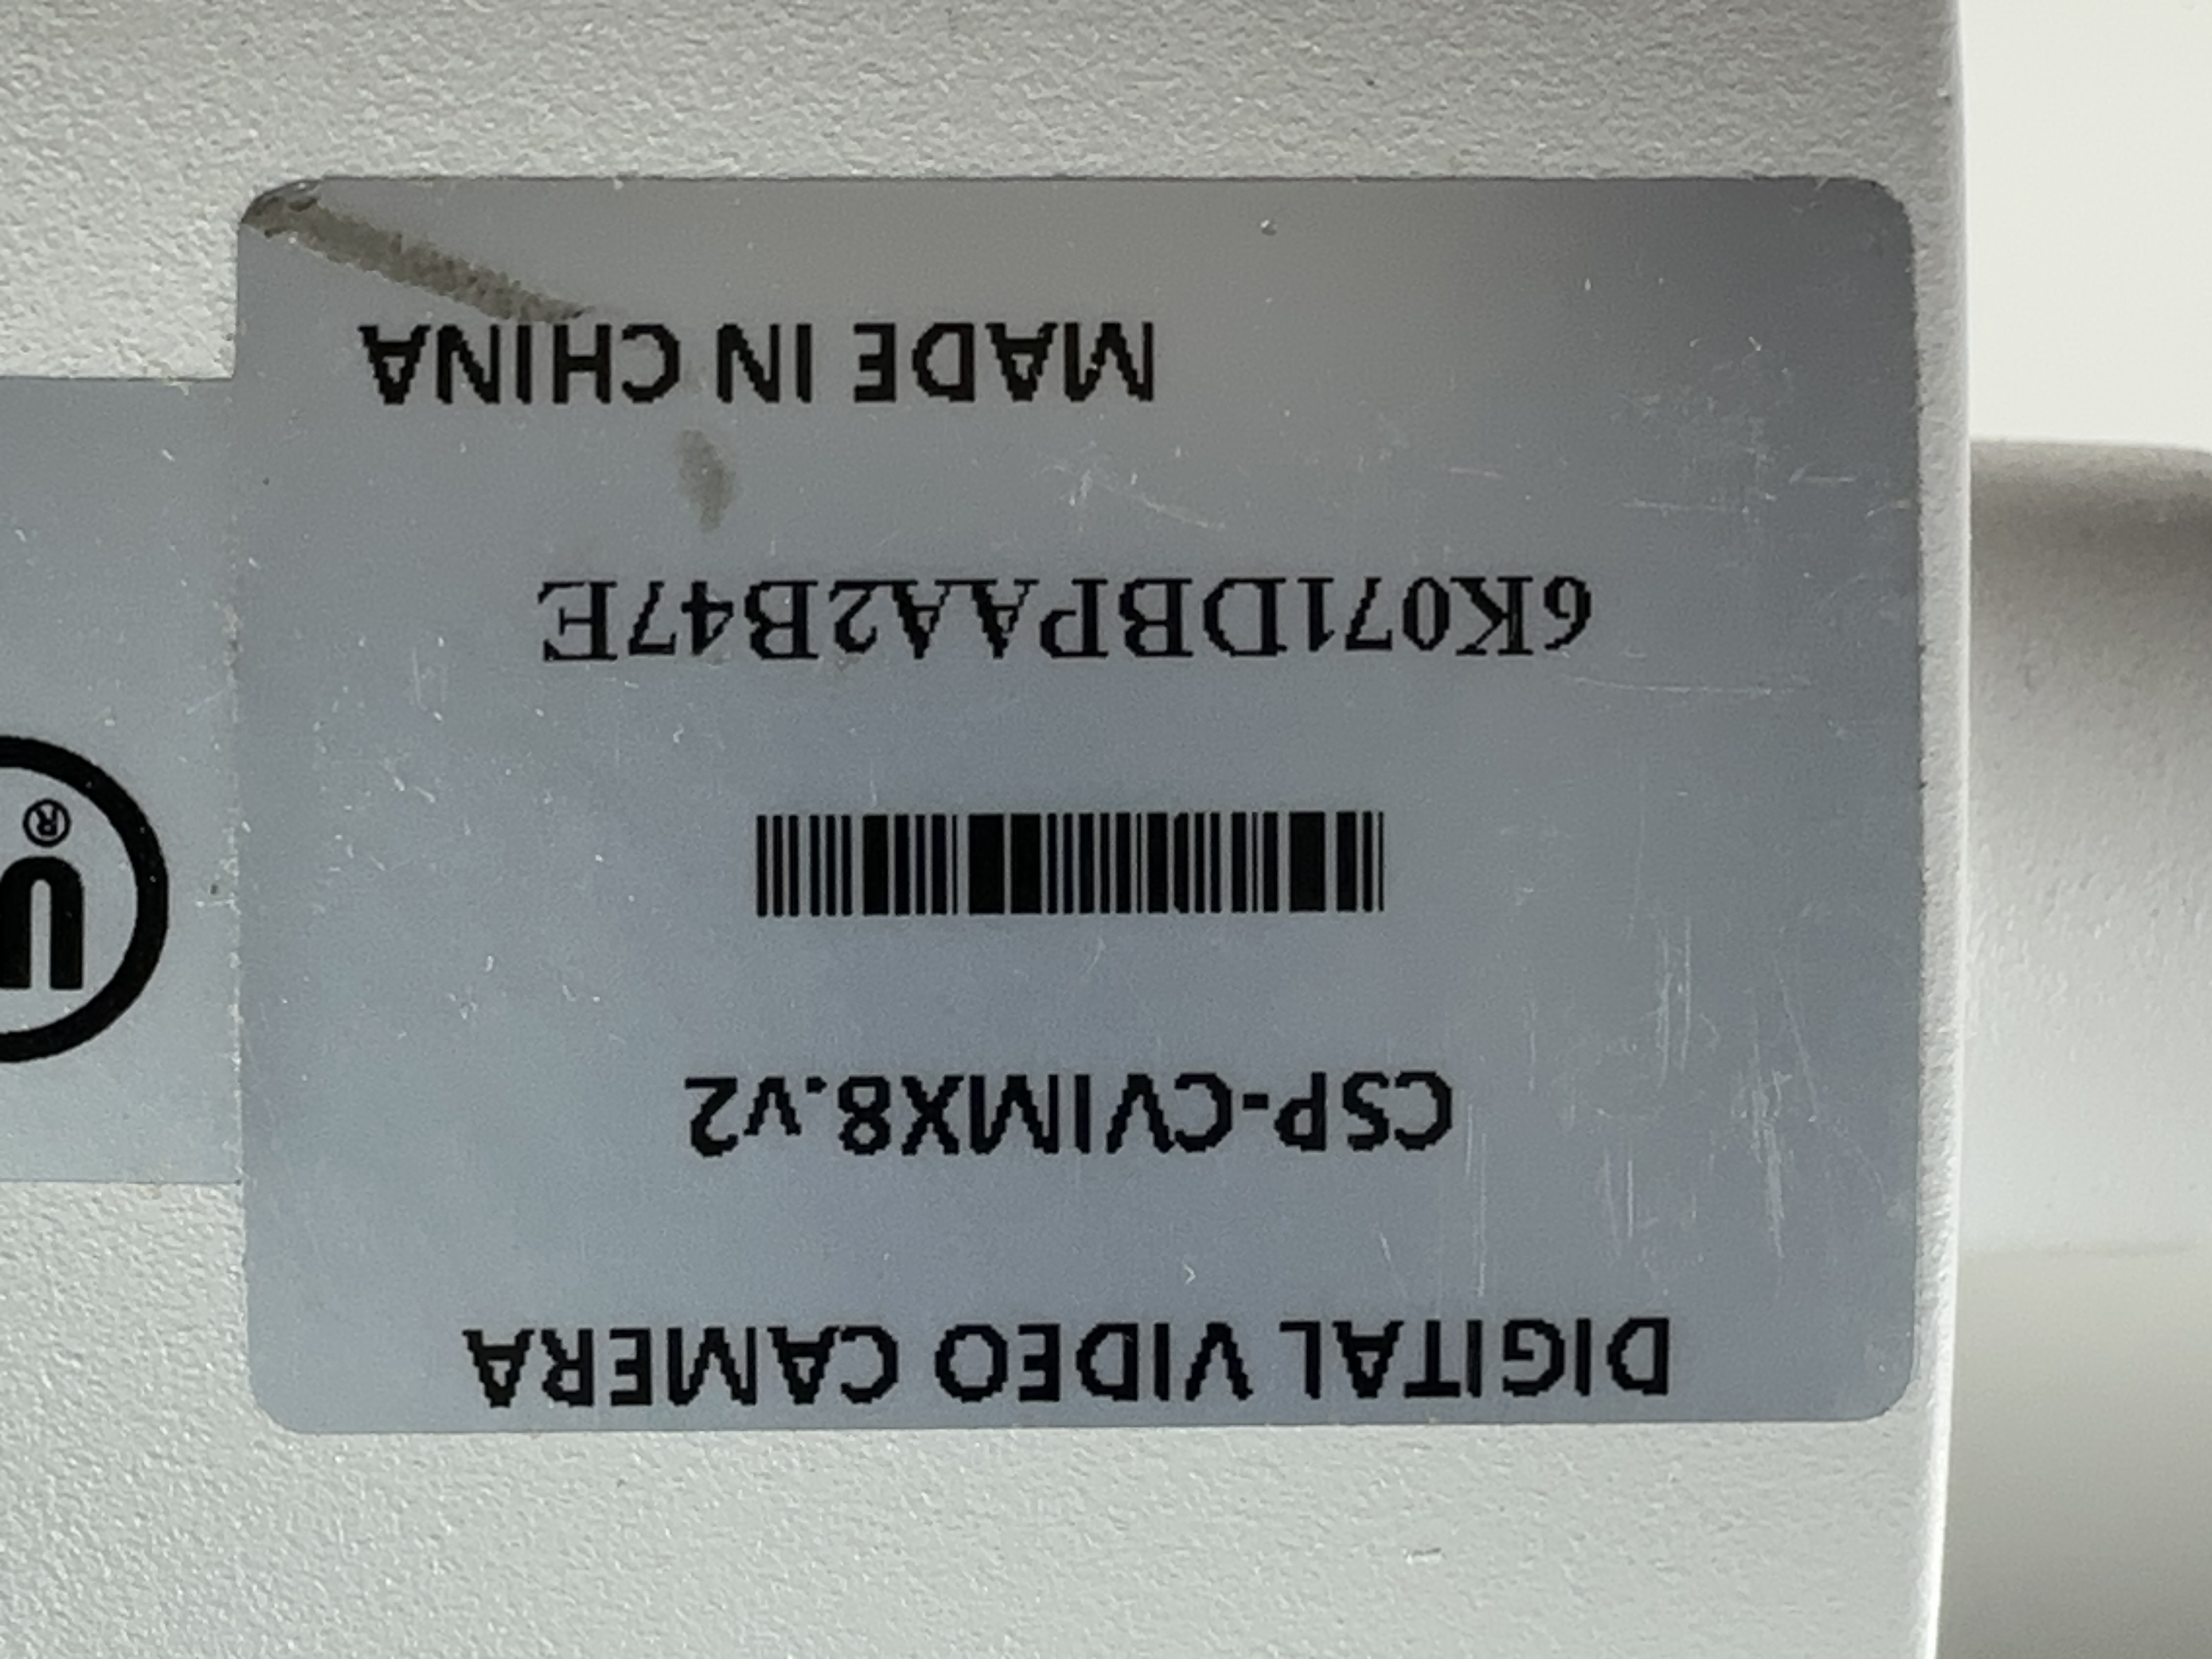 DIGITAL VIDEO CAMERA
CSP-CVIMX8.v2
6K071DBPAA2B47E
MADE IN CHINA
U
®